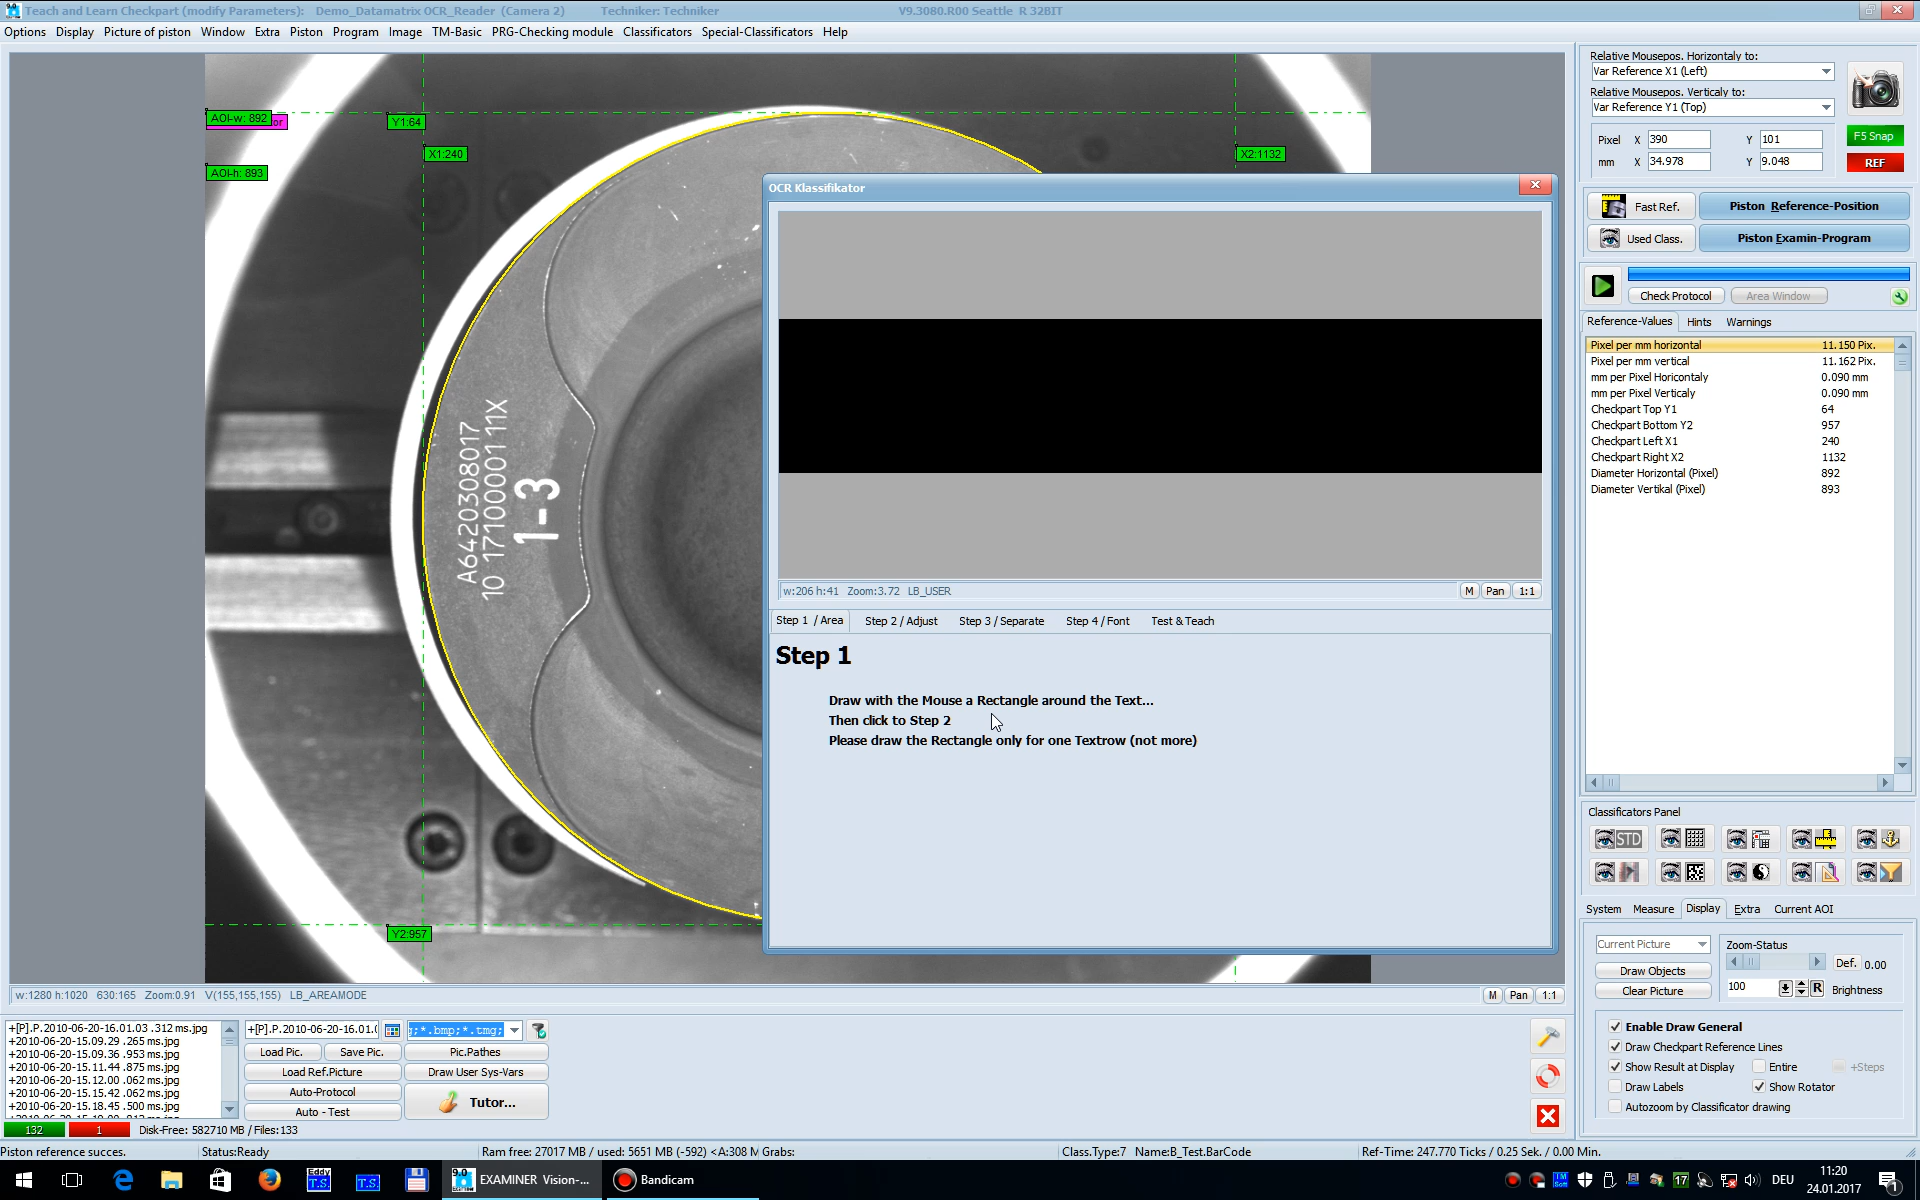 Teach and Learn Checkpart (modify Parameters): Demo_Datamatrix OCR_Reader (Camera 2) Techniker: Techniker V9.3080.R00 Seattle R 32BIT
Options Display Picture of piston Window Extra Piston Program Image TM-Basic PRG-Checking module Classificators Special-Classificators Help
AOI-w: 892
Y1:64
X1:240
X2:1132
AOI-h: 893
A6420308017
10 171000011 11X
1-3
Y2:957
OCR Klassifikator
w:206 h:41 Zoom:3.72 LB_USER
M Pan 1:1
Step 1 / Area Step 2 / Adjust Step 3 / Separate Step 4 / Font Test & Teach
Step 1
Draw with the Mouse a Rectangle around the Text...
Then click to Step 2
Please draw the Rectangle only for one Textrow (not more)
w:1280 h:1020 630:165 Zoom:0.91 V(155,155,155) LB_AREAMODE
M Pan 1:1
Relative Mousepos. Horizontaly to:
Var Reference X1 (Left)
Relative Mousepos. Verticaly to:
Var Reference Y1 (Top)
Pixel X 390 Y 101
mm X 34.978 Y 9.048
F5 Snap
REF
Fast Ref. Piston Reference-Position
Used Class. Piston Examin-Program
Check Protocol Area Window
Reference-Values Hints Warnings
Pixel per mm horizontal 11.150 Pix.
Pixel per mm vertical 11.162 Pix.
mm per Pixel Horicontaly 0.090 mm
mm per Pixel Verticaly 0.090 mm
Checkpart Top Y1 64
Checkpart Bottom Y2 957
Checkpart Left X1 240
Checkpart Right X2 1132
Diameter Horizontal (Pixel) 892
Diameter Vertikal (Pixel) 893
Classificators Panel
STD
System Measure Display Extra Current AOI
Current Picture
Zoom-Status
Def. 0.00
Draw Objects
Clear Picture
100 R Brightness
Enable Draw General
Draw Checkpart Reference Lines
Show Result at Display Entire +Steps
Draw Labels Show Rotator
Autozoom by Classificator drawing
+[P].P.2010-06-20-16.01.03 .312 ms.jpg
+2010-06-20-15.09.29 .265 ms.jpg
+2010-06-20-15.09.36 .953 ms.jpg
+2010-06-20-15.11.44 .875 ms.jpg
+2010-06-20-15.12.00 .062 ms.jpg
+2010-06-20-15.15.42 .062 ms.jpg
+2010-06-20-15.18.45 .500 ms.jpg
+[P].P.2010-06-20-16.01.0 g;*.bmp;*.tmg;
Load Pic. Save Pic. Pic.Pathes
Load Ref.Picture Draw User Sys-Vars
Auto-Protocol
Auto - Test
Tutor...
132 1 Disk-Free: 582710 MB / Files:133
Piston reference succes. Status:Ready Ram free: 27017 MB / used: 5651 MB (-592) <A:308 M Grabs: Class.Type:7 Name:B_Test.BarCode Ref-Time: 247.770 Ticks / 0.25 Sek. / 0.00 Min.
Eddy T.S. T.S. 9.0 EXAMINER Vision-... Bandicam
17 DEU 11:20
24.01.2017
1